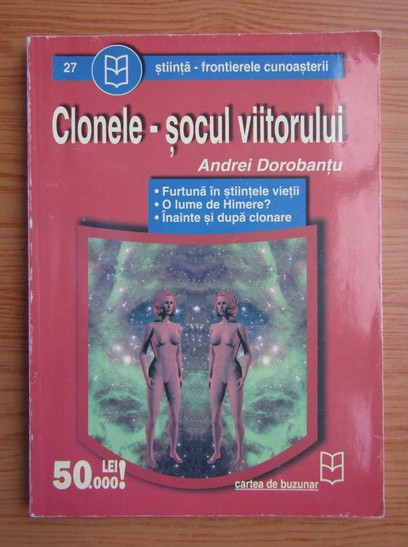 27
știință - frontierele cunoașterii
Clonele - șocul viitorului
Andrei Dorobanțu
• Furtună în științele vieții
• O lume de Himere?
• Înainte și după clonare
50.000 LEI!
cartea de buzunar